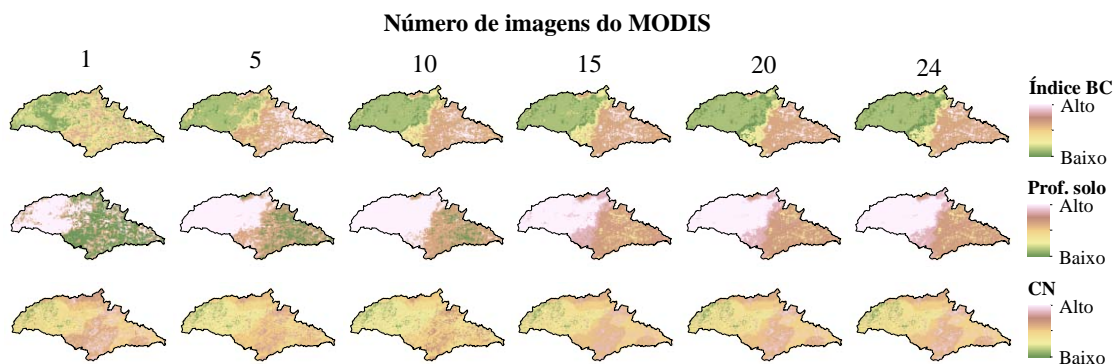 Número de imagens do MODIS
1 5 10 15 20 24
Índice BC
Alto
Baixo
Prof. solo
Alto
Baixo
CN
Alto
Baixo